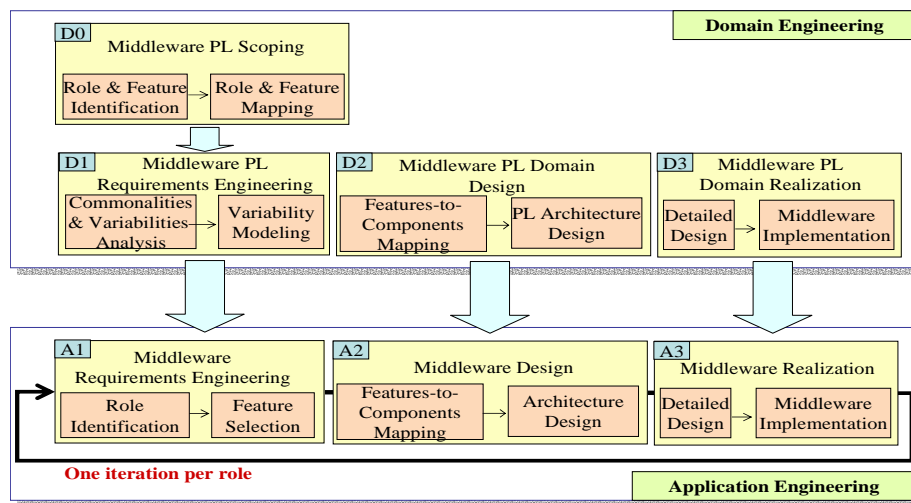 Domain Engineering
D0
Middleware PL Scoping
Role & Feature
Identification
Role & Feature
Mapping
D1
Middleware PL
Requirements Engineering
Commonalities
& Variabilities
Analysis
Variability
Modeling
D2
Middleware PL Domain
Design
Features-to-
Components
Mapping
PL Architecture
Design
D3
Middleware PL
Domain Realization
Detailed
Design
Middleware
Implementation
A1
Middleware
Requirements Engineering
Role
Identification
Feature
Selection
A2
Middleware Design
Features-to-
Components
Mapping
Architecture
Design
A3
Middleware Realization
Detailed
Design
Middleware
Implementation
One iteration per role
Application Engineering